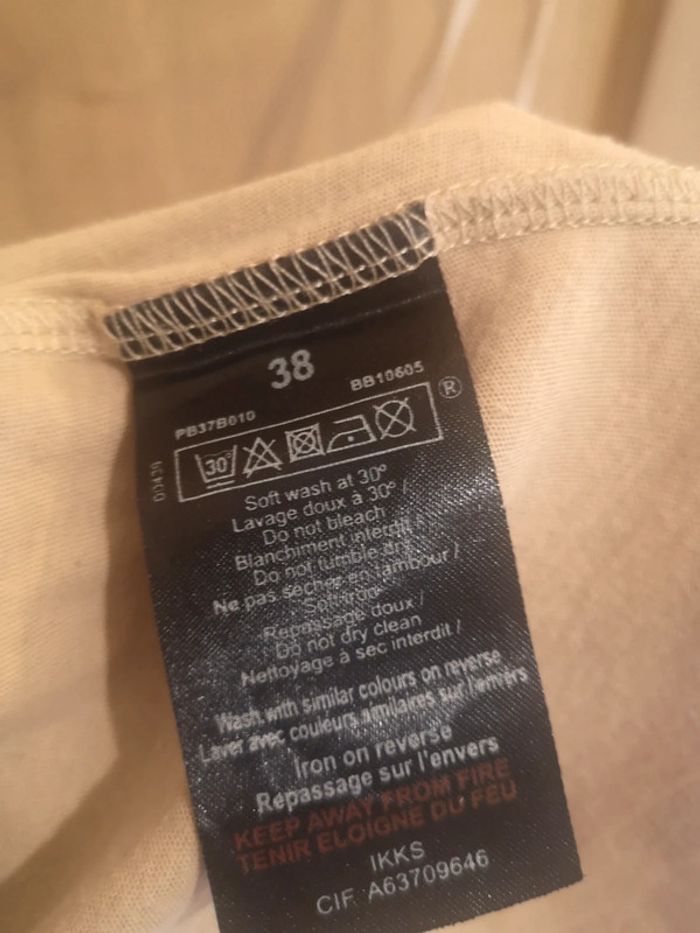 38
PB37B010 BB10605
®
00439
30°
Soft wash at 30° /
Lavage doux à 30°
Do not bleach /
Blanchiment interdit
Do not tumble dry /
Ne pas sécher en tambour
Soft iron /
Repassage doux
Do not dry clean /
Nettoyage à sec interdit
Wash with similar colours on reverse
Laver avec couleurs similaires sur l'envers
Iron on reverse
Repassage sur l'envers
KEEP AWAY FROM FIRE
TENIR ELOIGNE DU FEU
IKKS
CIF. A63709646